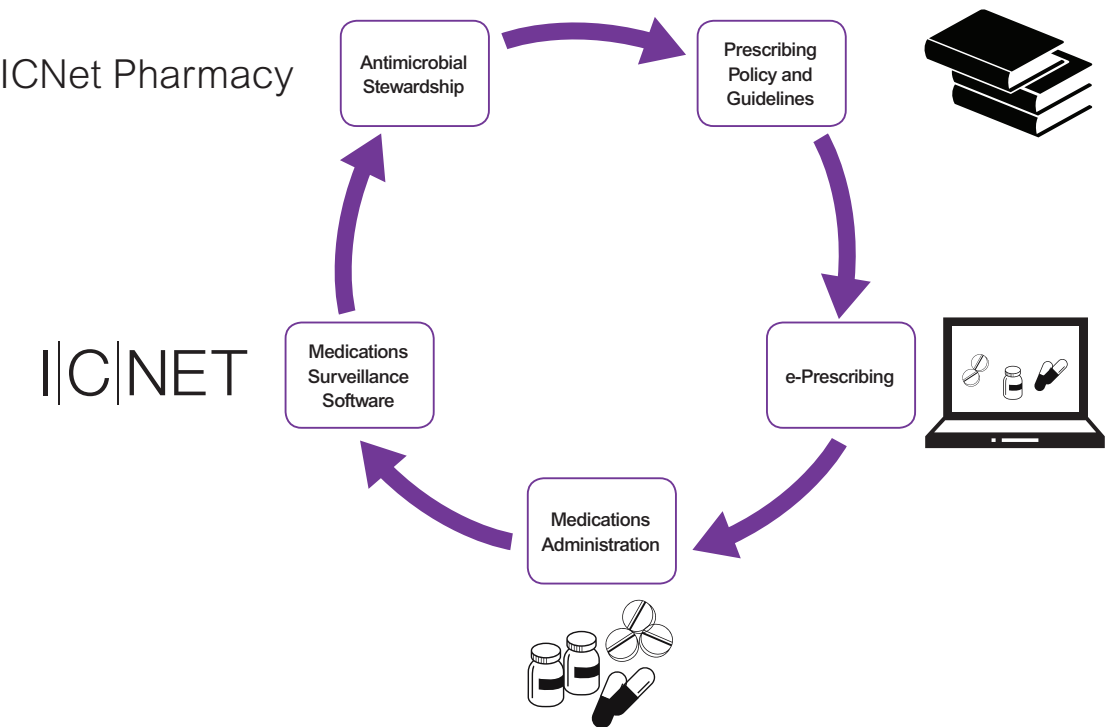 ICNet Pharmacy
Antimicrobial
Stewardship
Prescribing
Policy and
Guidelines
I|C|NET
Medications
Surveillance
Software
e-Prescribing
Medications
Administration